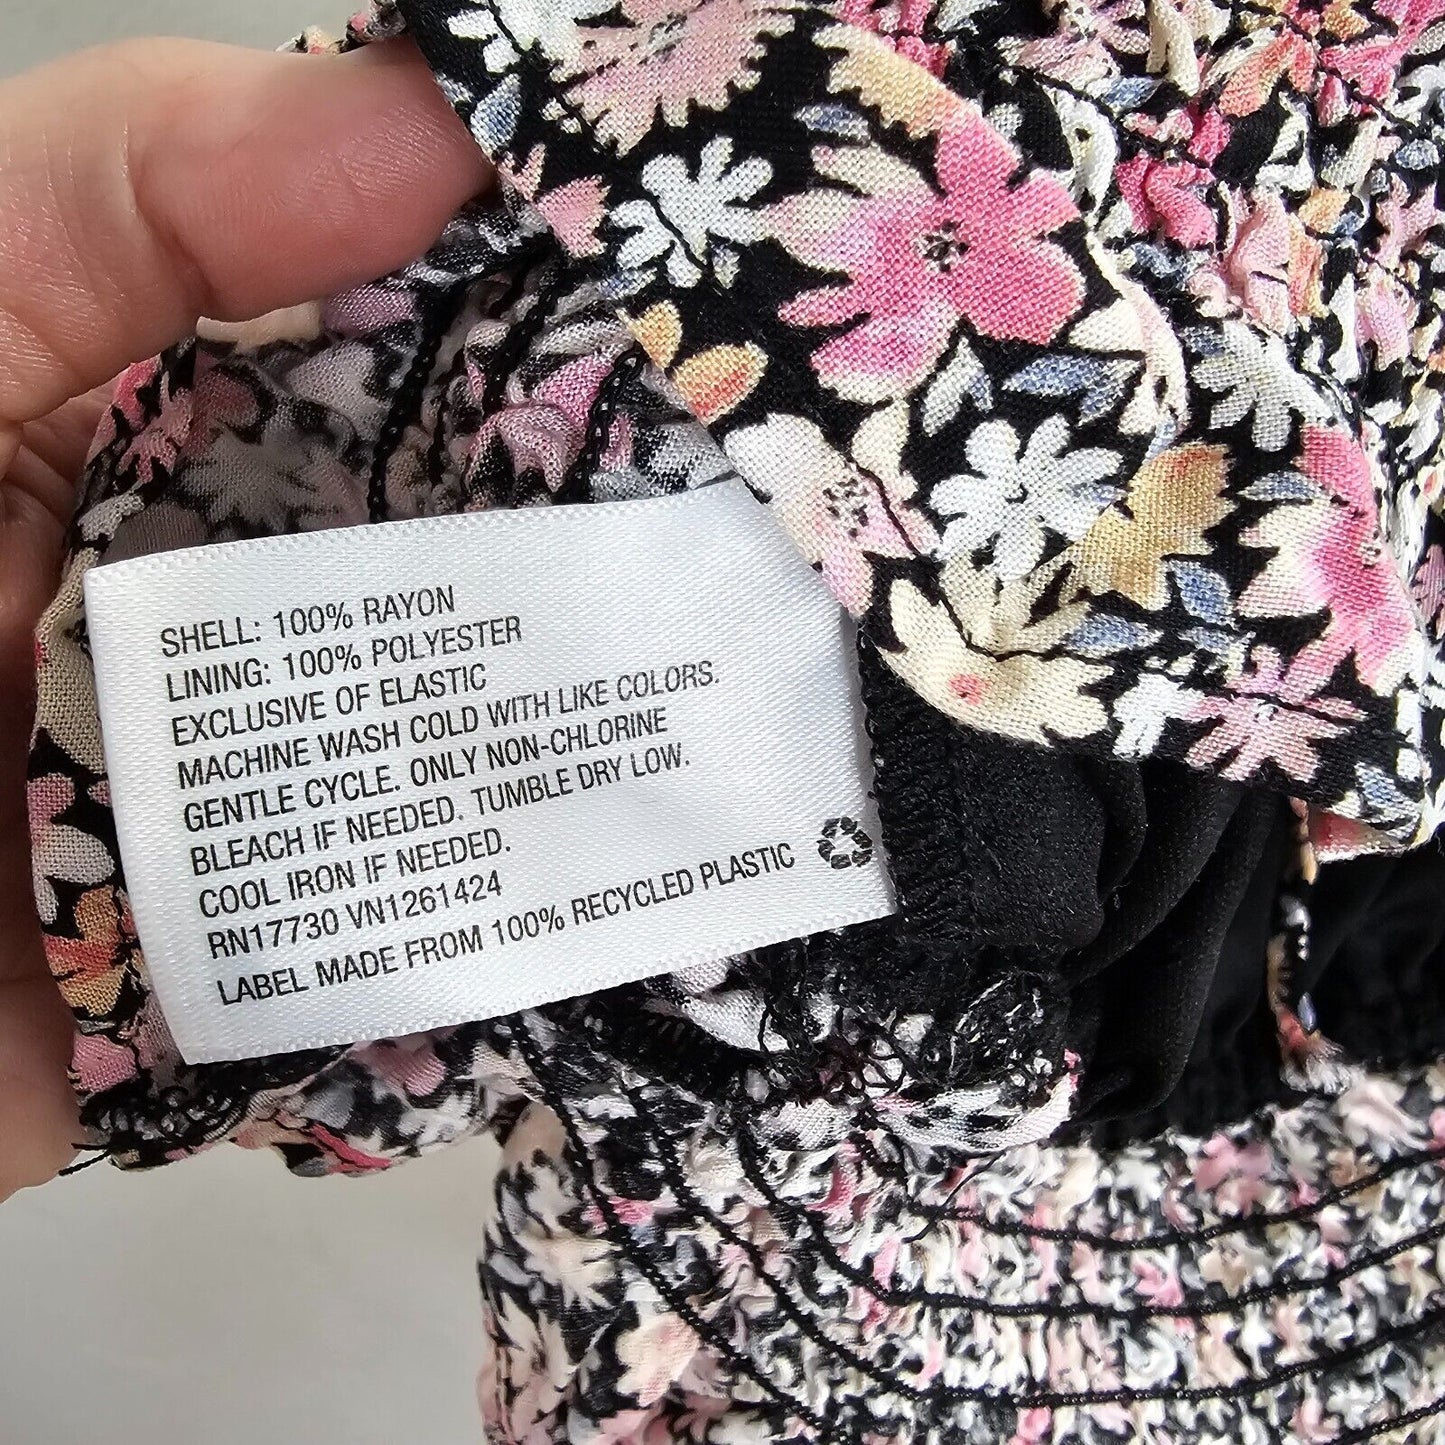 SHELL: 100% RAYON
LINING: 100% POLYESTER
EXCLUSIVE OF ELASTIC
MACHINE WASH COLD WITH LIKE COLORS.
GENTLE CYCLE. ONLY NON-CHLORINE
BLEACH IF NEEDED. TUMBLE DRY LOW.
COOL IRON IF NEEDED.
RN17730 VN1261424
LABEL MADE FROM 100% RECYCLED PLASTIC